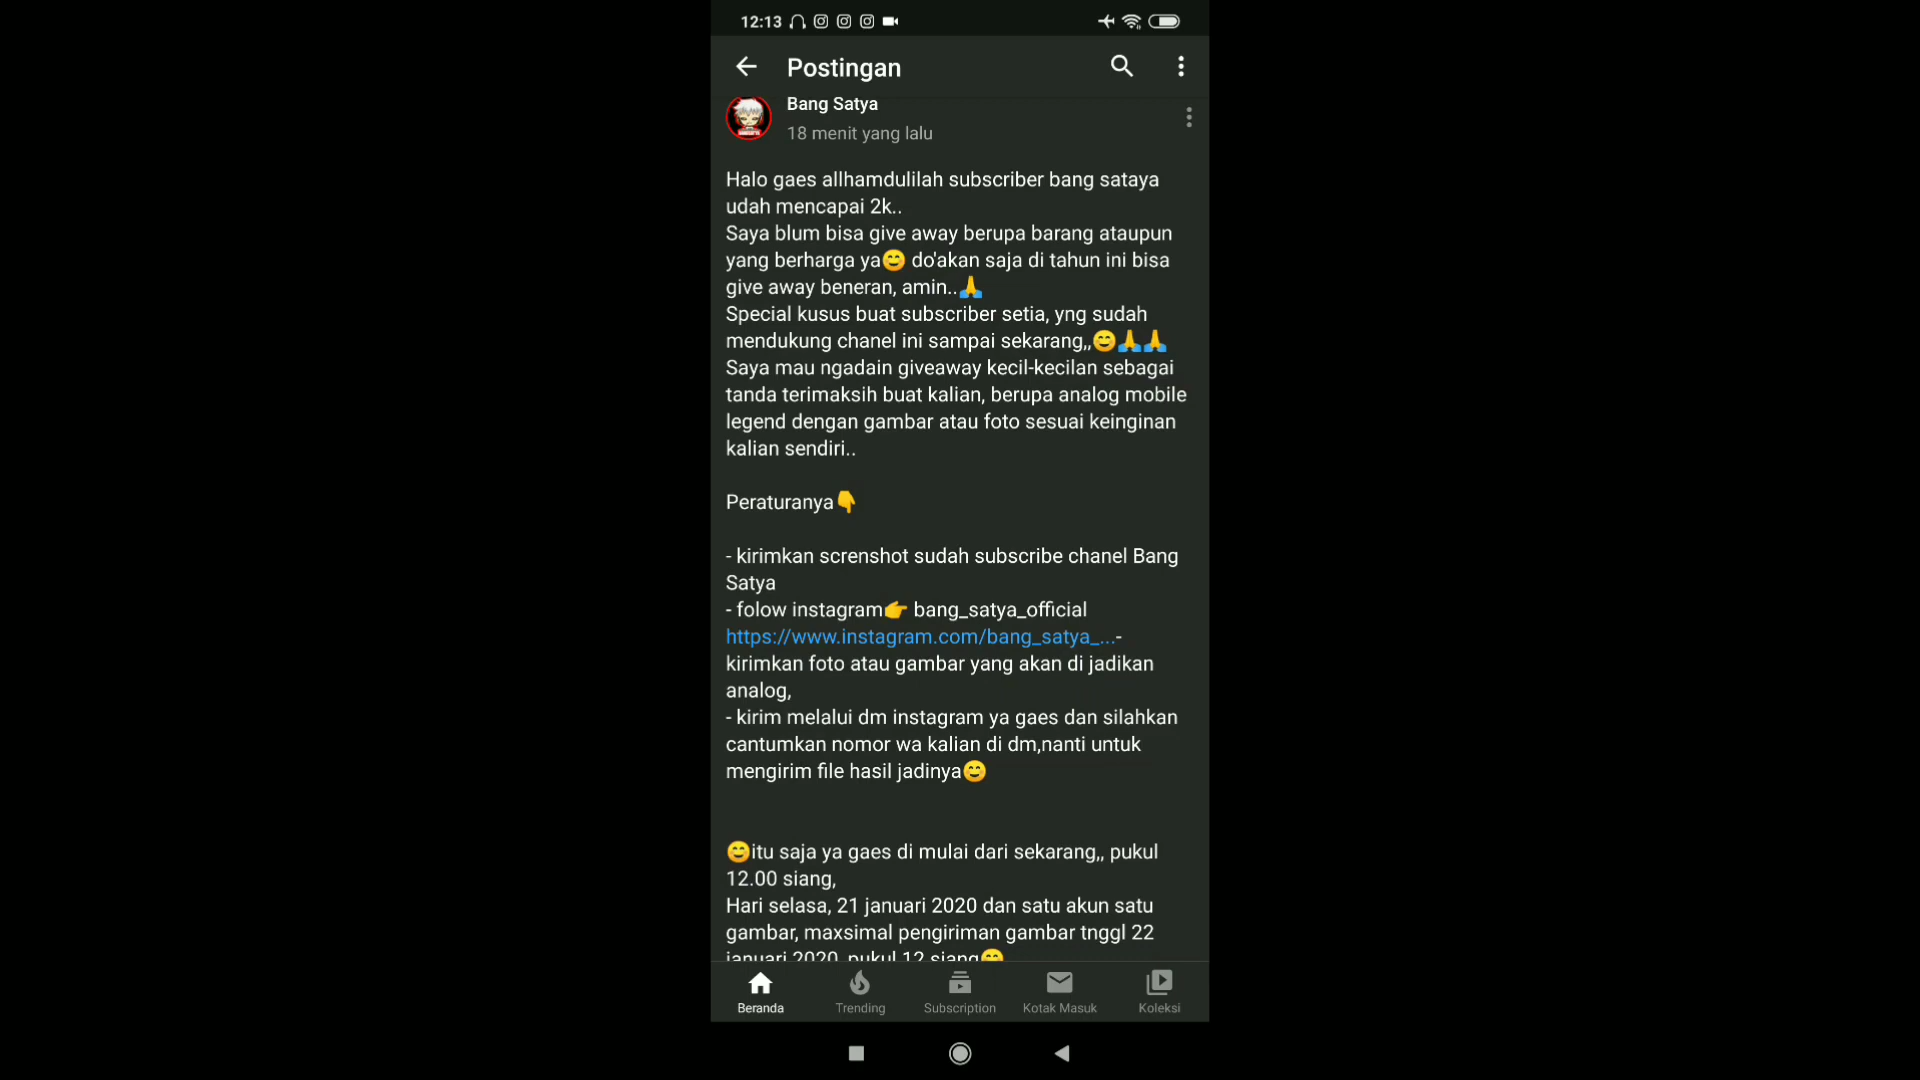 12:13
Postingan
Bang Satya
18 menit yang lalu
Halo gaes allhamdulilah subscriber bang sataya
udah mencapai 2k..
Saya blum bisa give away berupa barang ataupun
yang berharga ya😊 do'akan saja di tahun ini bisa
give away beneran, amin..🙏
Special kusus buat subscriber setia, yng sudah
mendukung chanel ini sampai sekarang,,😊🙏🙏
Saya mau ngadain giveaway kecil-kecilan sebagai
tanda terimaksih buat kalian, berupa analog mobile
legend dengan gambar atau foto sesuai keinginan
kalian sendiri..
Peraturanya👇
- kirimkan screnshot sudah subscribe chanel Bang
Satya
- folow instagram👉 bang_satya_official
https://www.instagram.com/bang_satya_...-
kirimkan foto atau gambar yang akan di jadikan
analog,
- kirim melalui dm instagram ya gaes dan silahkan
cantumkan nomor wa kalian di dm,nanti untuk
mengirim file hasil jadinya😊
😊itu saja ya gaes di mulai dari sekarang,, pukul
12.00 siang,
Hari selasa, 21 januari 2020 dan satu akun satu
gambar, maxsimal pengiriman gambar tnggl 22
januari 2020, pukul 12 siang😊
Beranda
Trending
Subscription
Kotak Masuk
Koleksi